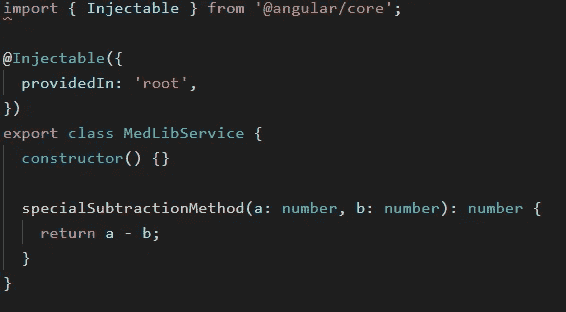 import { Injectable } from '@angular/core';
@Injectable({
providedIn: 'root',
})
export class MedLibService {
constructor() {}
specialSubtractionMethod(a: number, b: number): number {
return a - b;
}
}